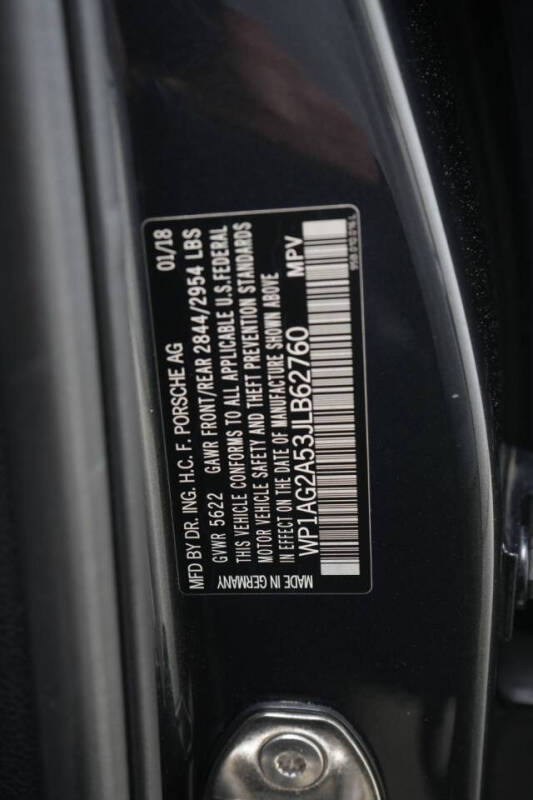 MFD BY DR. ING. H.C. F. PORSCHE AG 01/18
GVWR 5622 GAWR FRONT/REAR 2844/2954 LBS
THIS VEHICLE CONFORMS TO ALL APPLICABLE U.S. FEDERAL
MOTOR VEHICLE SAFETY AND THEFT PREVENTION STANDARDS
IN EFFECT ON THE DATE OF MANUFACTURE SHOWN ABOVE
WP1AG2A53JLB62760 MPV
MADE IN GERMANY